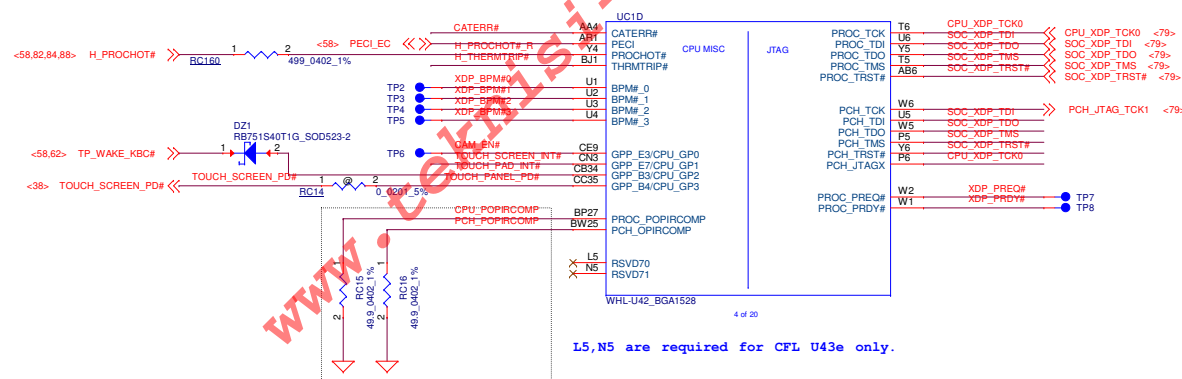 UC1D
CATERR# AA4 CATERR#
<58> PECI_EC AR1 PECI
<58,82,84,88> H_PROCHOT# 1 2 H_PROCHOT#_R Y4 PROCHOT#
RC160 499_0402_1%
H_THERMTRIP# BJ1 THRMTRIP#
CPU MISC
JTAG
TP2 XDP_BPM#0 U1 BPM#_0
TP3 XDP_BPM#1 U2 BPM#_1
TP4 XDP_BPM#2 U3 BPM#_2
TP5 XDP_BPM#3 U4 BPM#_3
DZ1
RB751S40T1G_SOD523-2
<58,62> TP_WAKE_KBC# 1 2
TP6 CAM_EN# CE9 GPP_E3/CPU_GP0
TOUCH_SCREEN_INT# CN3 GPP_E7/CPU_GP1
TOUCH_PAD_INT# CB34 GPP_B3/CPU_GP2
TOUCH_PANEL_PD# CC35 GPP_B4/CPU_GP3
<38> TOUCH_SCREEN_PD# TOUCH_SCREEN_PD# 1 @ 2
RC14 0_0201_5%
CPU_POPIRCOMP BP27 PROC_POPIRCOMP
PCH_POPIRCOMP BW25 PCH_OPIRCOMP
1 RC15 49.9_0402_1% 2
1 RC16 49.9_0402_1% 2
L5 RSVD70
N5 RSVD71
PROC_TCK T6 CPU_XDP_TCK0 CPU_XDP_TCK0 <79>
PROC_TDI U6 SOC_XDP_TDI SOC_XDP_TDI <79>
PROC_TDO Y5 SOC_XDP_TDO SOC_XDP_TDO <79>
PROC_TMS T5 SOC_XDP_TMS SOC_XDP_TMS <79>
PROC_TRST# AB6 SOC_XDP_TRST# SOC_XDP_TRST# <79>
PCH_TCK W6 PCH_JTAG_TCK1 <79>
PCH_TDI U5 SOC_XDP_TDI
PCH_TDO W5 SOC_XDP_TDO
PCH_TMS P5 SOC_XDP_TMS
PCH_TRST# Y6 SOC_XDP_TRST#
PCH_JTAGX P6 CPU_XDP_TCK0
PROC_PREQ# W2 XDP_PREQ# TP7
PROC_PRDY# W1 XDP_PRDY# TP8
WHL-U42_BGA1528
4 of 20
L5,N5 are required for CFL U43e only.
www.teknisi